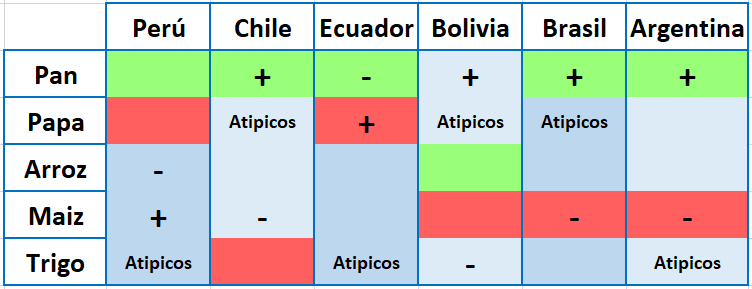 Perú Chile Ecuador Bolivia Brasil Argentina
Pan + - + + +
Papa Atipicos + Atipicos Atipicos
Arroz -
Maiz + - - -
Trigo Atipicos Atipicos - Atipicos